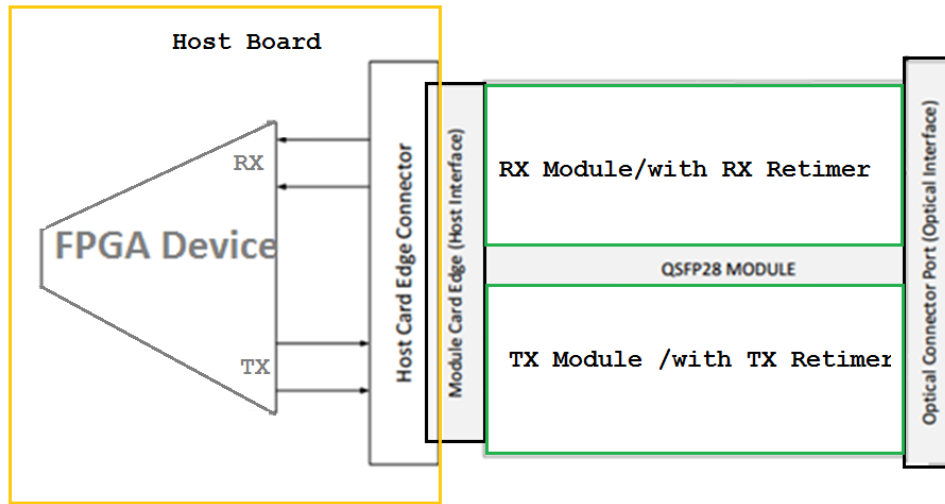 Host Board
RX
FPGA Device
TX
Host Card Edge Connector
Module Card Edge (Host Interface)
RX Module/with RX Retimer
QSFP28 MODULE
TX Module /with TX Retimer
Optical Connector Port (Optical Interface)